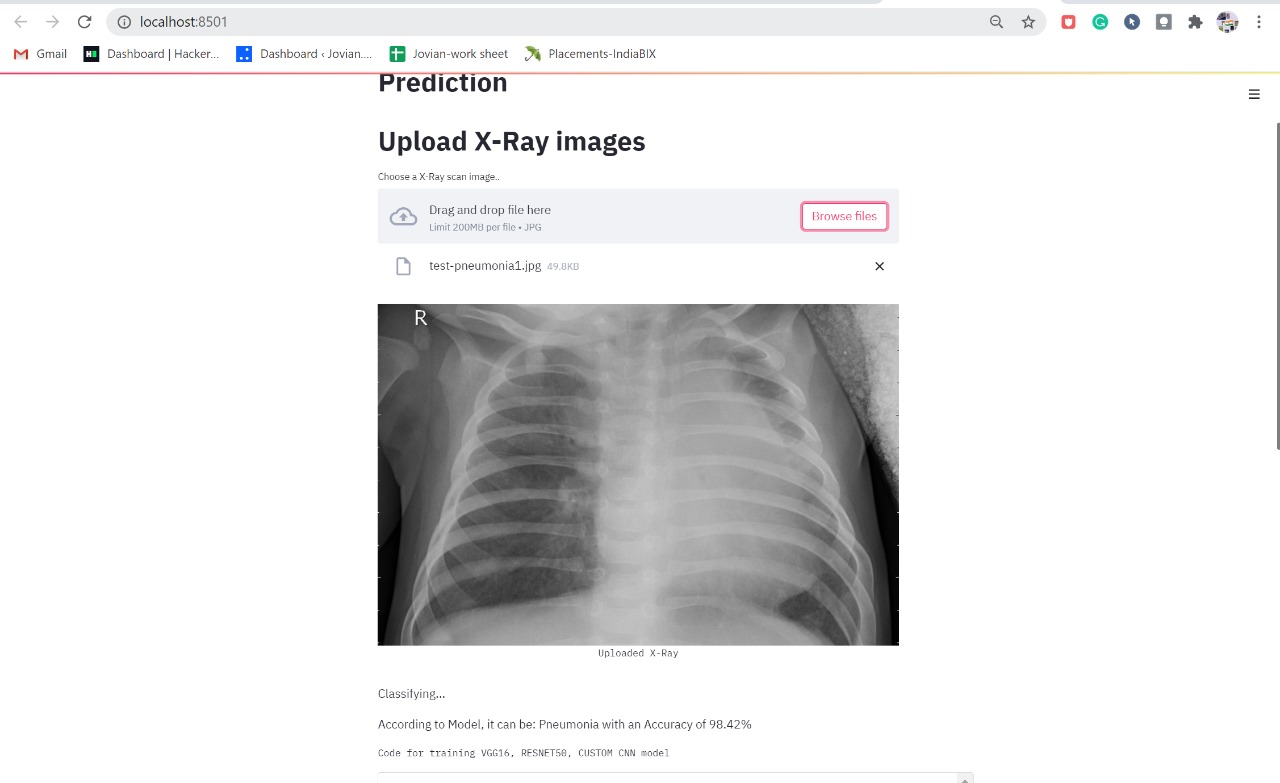 localhost:8501
Gmail
Dashboard | Hacker...
Dashboard ‹ Jovian....
Jovian-work sheet
Placements-IndiaBIX
Prediction
Upload X-Ray images
Choose a X-Ray scan image..
Drag and drop file here
Limit 200MB per file • JPG
Browse files
test-pneumonia1.jpg 49.8KB
R
Uploaded X-Ray
Classifying...
According to Model, it can be: Pneumonia with an Accuracy of 98.42%
Code for training VGG16, RESNET50, CUSTOM CNN model